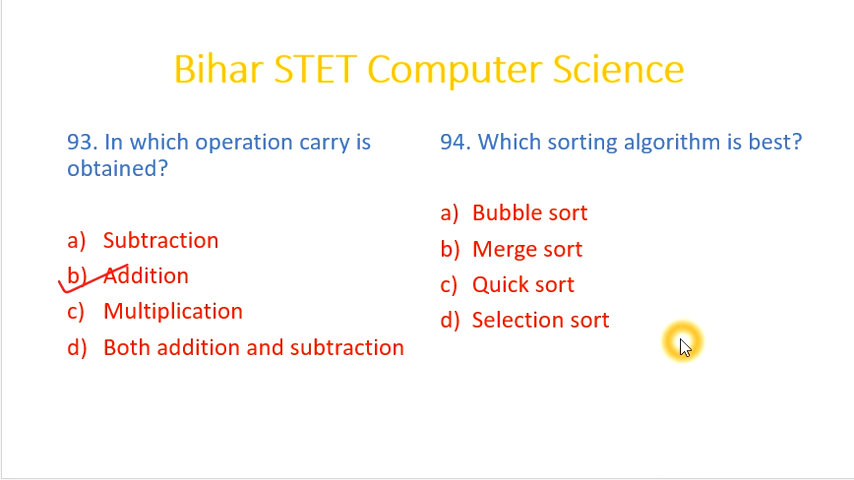 Bihar STET Computer Science
93. In which operation carry is
obtained?
a) Subtraction
b) Addition
c) Multiplication
d) Both addition and subtraction
94. Which sorting algorithm is best?
a) Bubble sort
b) Merge sort
c) Quick sort
d) Selection sort